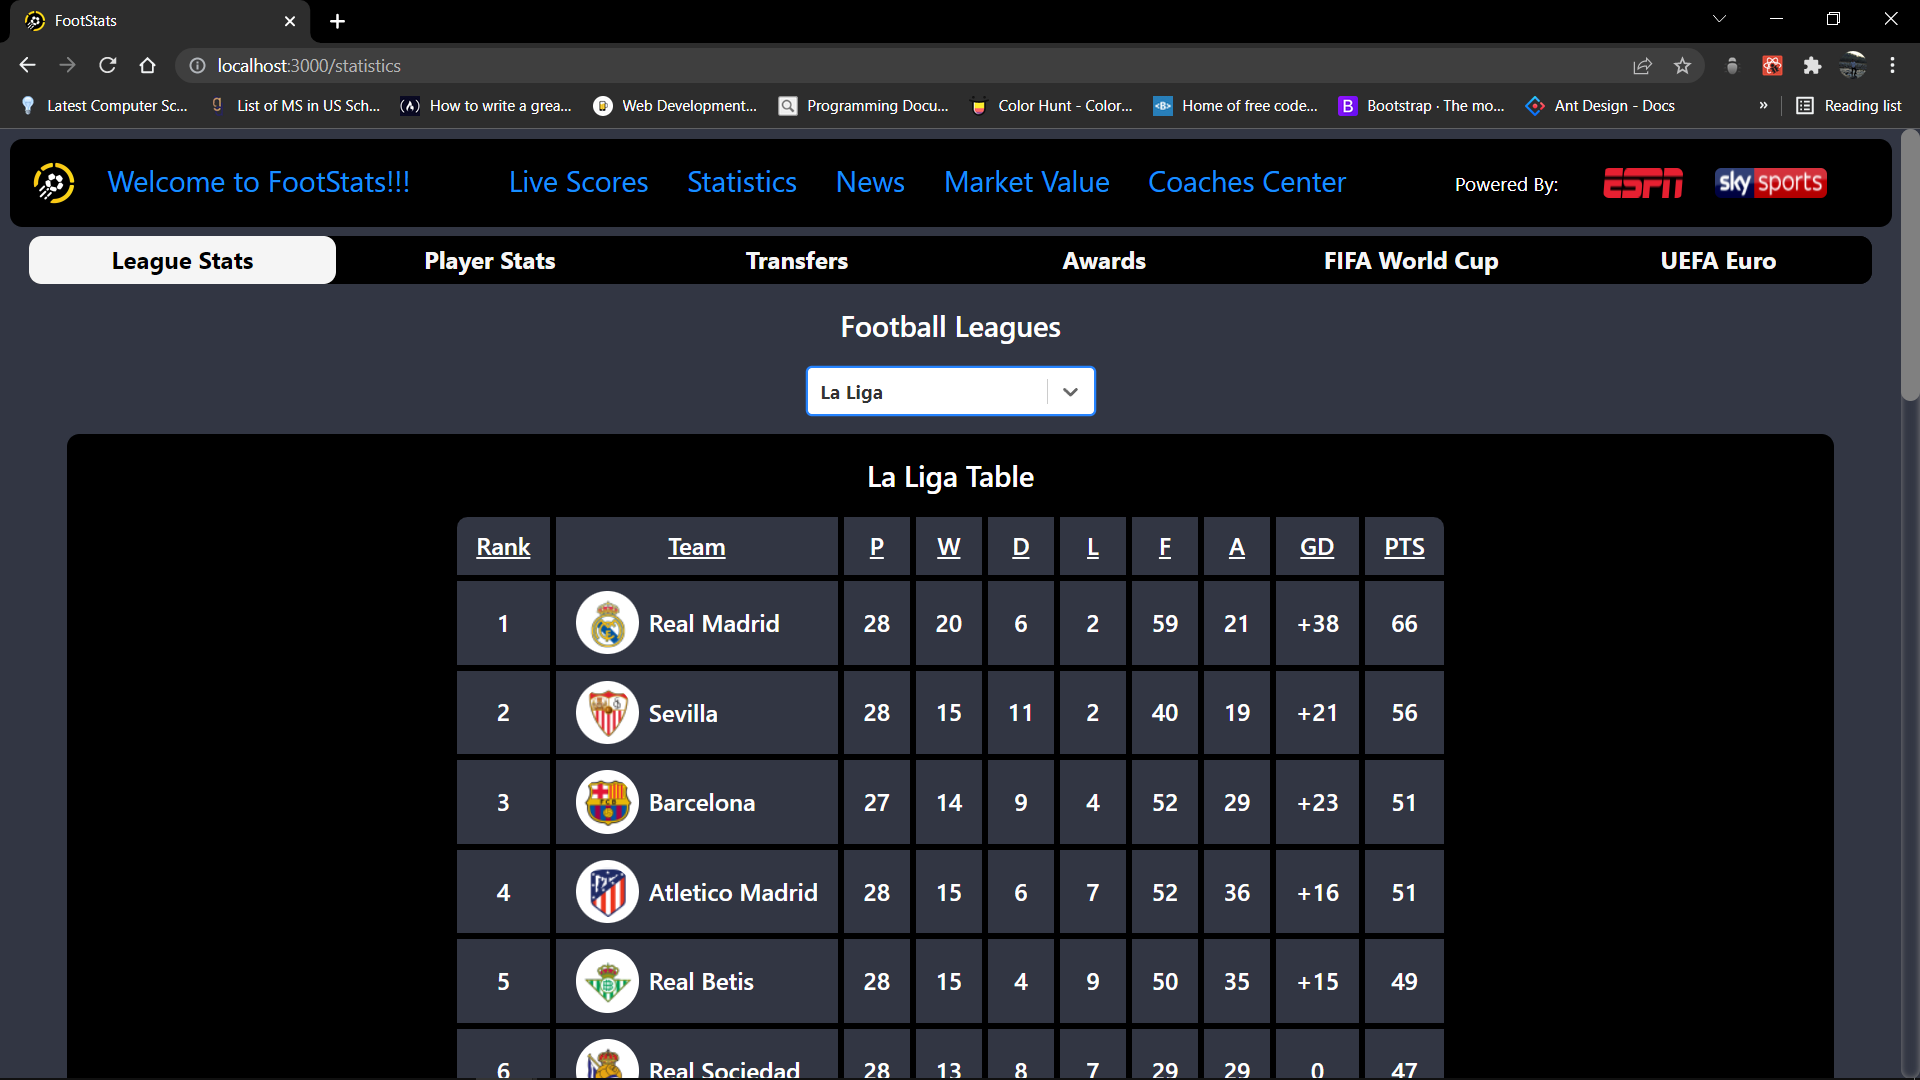 FootStats
localhost:3000/statistics
Latest Computer Sc... List of MS in US Sch... How to write a grea... Web Development... Programming Docu... Color Hunt - Color... Home of free code... Bootstrap · The mo... Ant Design - Docs » Reading list
Welcome to FootStats!!! Live Scores Statistics News Market Value Coaches Center Powered By: ESPN sky sports
League Stats Player Stats Transfers Awards FIFA World Cup UEFA Euro
Football Leagues
La Liga
La Liga Table
Rank Team P W D L F A GD PTS
1 Real Madrid 28 20 6 2 59 21 +38 66
2 Sevilla 28 15 11 2 40 19 +21 56
3 Barcelona 27 14 9 4 52 29 +23 51
4 Atletico Madrid 28 15 6 7 52 36 +16 51
5 Real Betis 28 15 4 9 50 35 +15 49
6 Real Sociedad 28 13 8 7 29 29 0 47